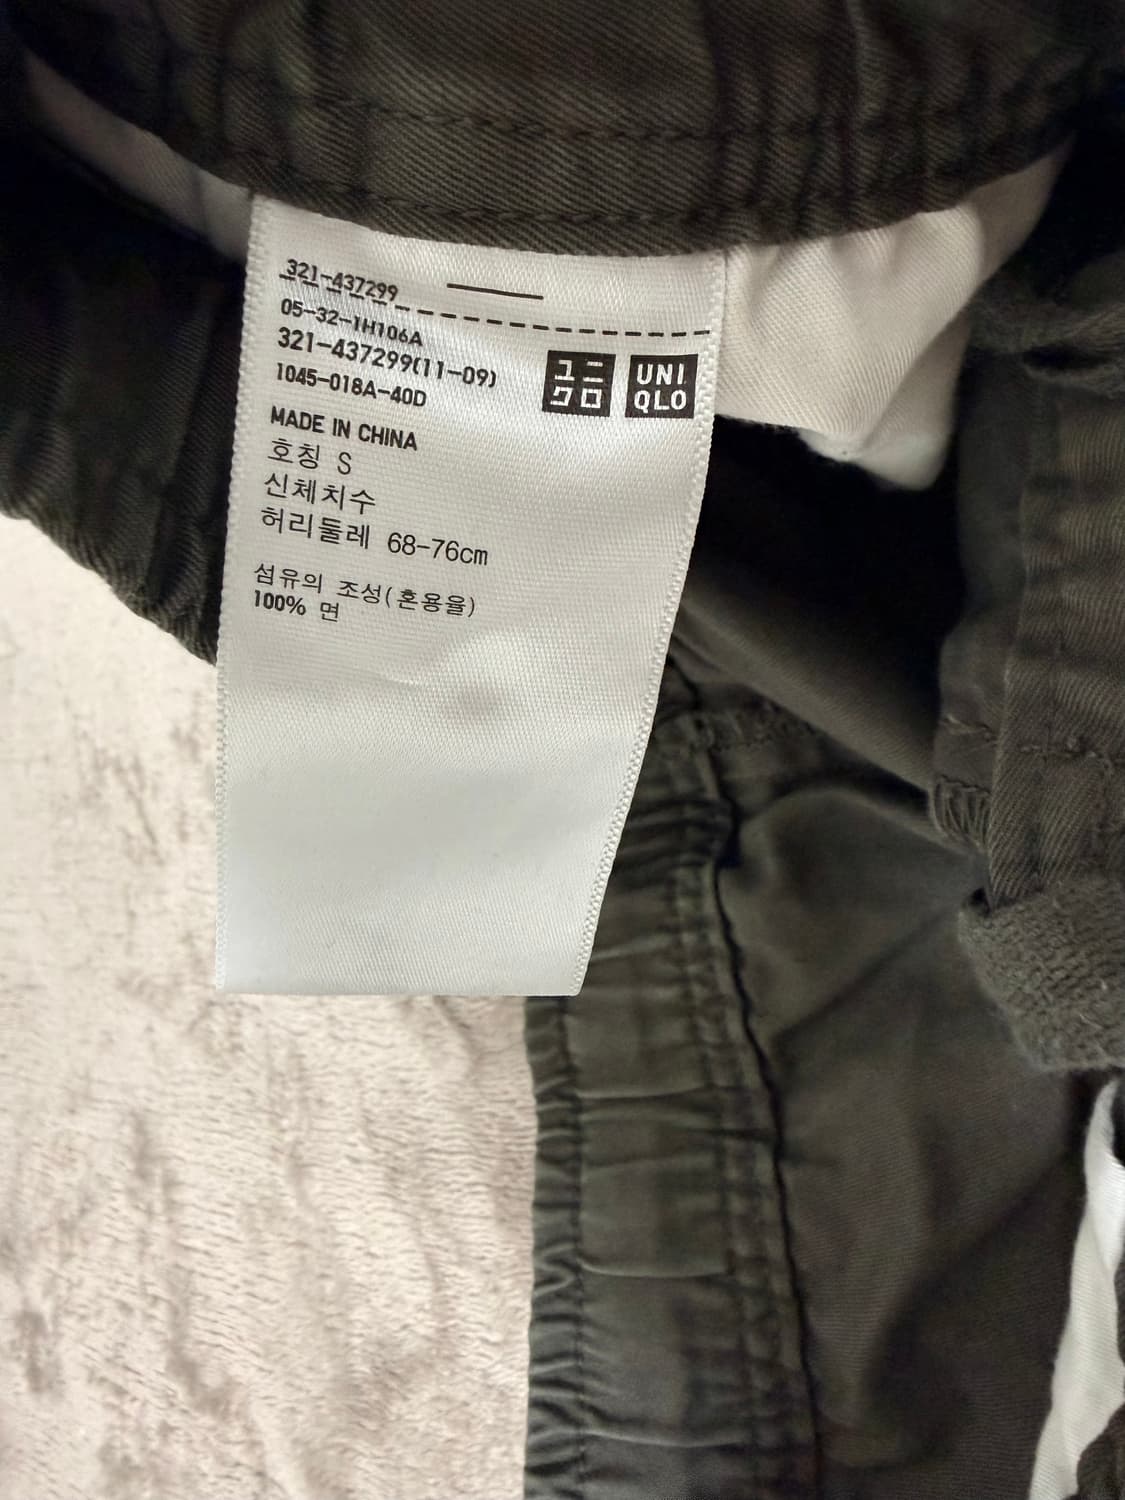 321-437299
05-32-1H106A
321-437299(11-09)
1045-018A-40D
ユニ
クロ
UNI
QLO
MADE IN CHINA
호칭 S
신체치수
허리둘레 68-76cm
섬유의 조성(혼용율)
100% 면